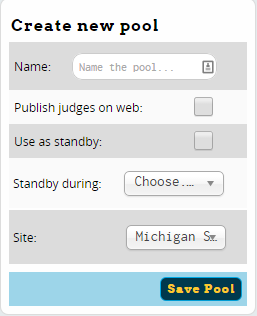 Create new pool
Name: Name the pool...
Publish judges on web:
Use as standby:
Standby during: Choose....
Site: Michigan S...
Save Pool